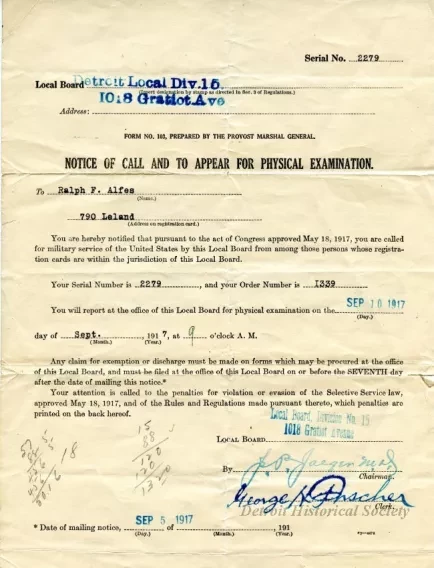 Serial No. 2279
Local Board Detroit Local Div. 15.
(Insert designation by stamp as directed in Sec. 3 of Regulations.)
1018 Gratiot Ave
Address:
FORM NO. 103, PREPARED BY THE PROVOST MARSHAL GENERAL.
NOTICE OF CALL AND TO APPEAR FOR PHYSICAL EXAMINATION.
To Ralph F. Alfes
(Name.)
790 Leland
(Address on registration card.)
You are hereby notified that pursuant to the act of Congress approved May 18, 1917, you are called
for military service of the United States by this Local Board from among those persons whose registra-
tion cards are within the jurisdiction of this Local Board.
Your Serial Number is 2279, and your Order Number is 1339
You will report at the office of this Local Board for physical examination on the SEP 10 1917
(Day.)
day of Sept., 1917, at 9 o'clock A. M.
(Month.) (Year.)
Any claim for exemption or discharge must be made on forms which may be procured at the office
of this Local Board, and must be filed at the office of this Local Board on or before the SEVENTH day
after the date of mailing this notice.*
Your attention is called to the penalties for violation or evasion of the Selective Service law,
approved May 18, 1917, and of the Rules and Regulations made pursuant thereto, which penalties are
printed on the back hereof.
Local Board, Division No. 15
1018 Gratiot Avenue
LOCAL BOARD
By
Chairman.
George H.
Clerk.
Detroit Historical Society
* Date of mailing notice, SEP 5 1917 of 191
(Day.) (Month.) (Year.)
15
88
120